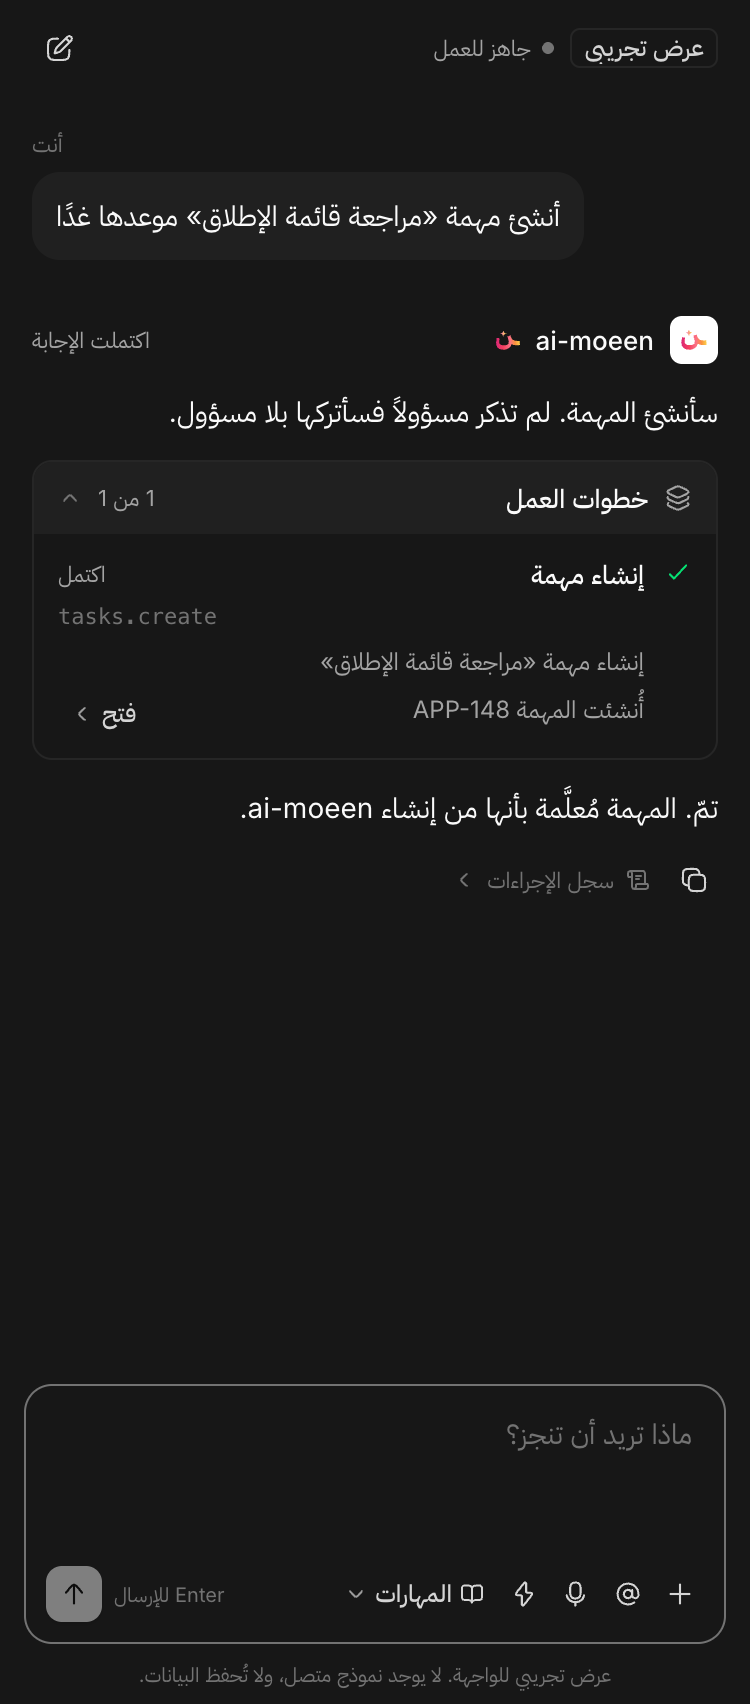 عرض تجريبي
جاهز للعمل
أنت
أنشئ مهمة «مراجعة قائمة الإطلاق» موعدها غدًا
ai-moeen
اكتملت الإجابة
سأنشئ المهمة. لم تذكر مسؤولاً فسأتركها بلا مسؤول.
خطوات العمل
1 من 1
إنشاء مهمة
اكتمل
tasks.create
إنشاء مهمة «مراجعة قائمة الإطلاق»
أُنشئت المهمة APP-148
فتح
تمّ. المهمة مُعلَّمة بأنها من إنشاء ai-moeen.
سجل الإجراءات
ماذا تريد أن تنجز؟
المهارات
Enter للإرسال
عرض تجريبي للواجهة. لا يوجد نموذج متصل، ولا تُحفظ البيانات.